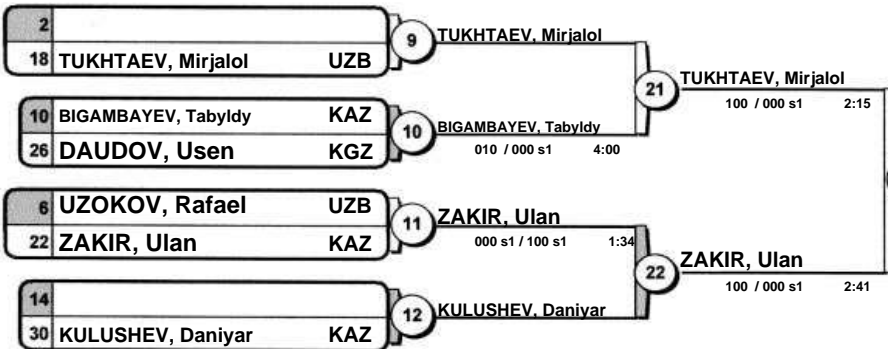 2
18 TUKHTAEV, Mirjalol UZB
9
TUKHTAEV, Mirjalol
10 BIGAMBAYEV, Tabyldy KAZ
26 DAUDOV, Usen KGZ
10
BIGAMBAYEV, Tabyldy
010 / 000 s1 4:00
21
TUKHTAEV, Mirjalol
100 / 000 s1 2:15
6 UZOKOV, Rafael UZB
22 ZAKIR, Ulan KAZ
11
ZAKIR, Ulan
000 s1 / 100 s1 1:34
14
30 KULUSHEV, Daniyar KAZ
12
KULUSHEV, Daniyar
22
ZAKIR, Ulan
100 / 000 s1 2:41